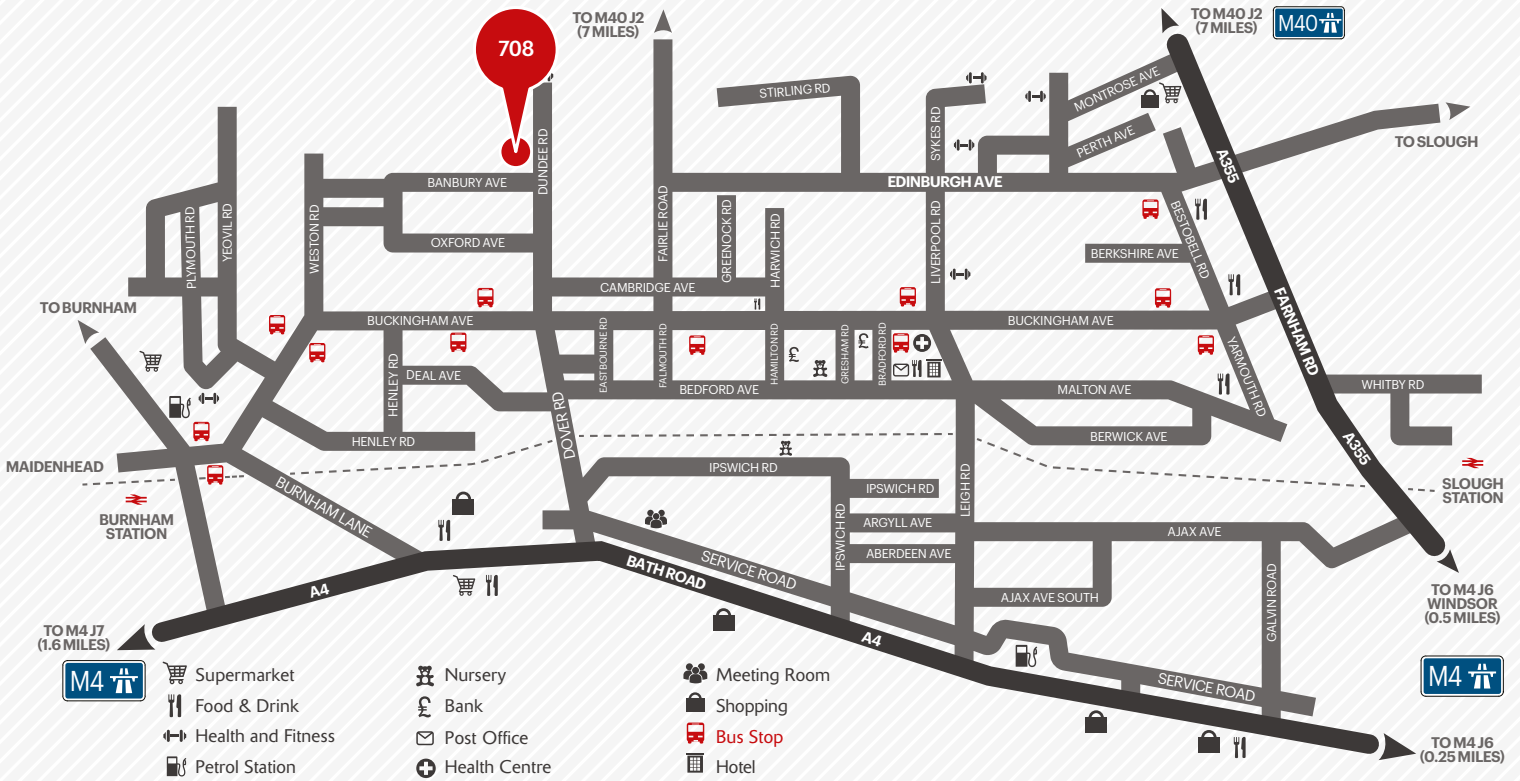 TO M40 J2
(7 MILES)
TO M40 J2
(7 MILES)
M40
708
STIRLING RD
MONTROSE AVE
SYKES RD
PERTH AVE
TO SLOUGH
A355
DUNDEE RD
BANBURY AVE
EDINBURGH AVE
PLYMOUTH RD
YEOVIL RD
WESTON RD
OXFORD AVE
FAIRLIE ROAD
GREENOCK RD
HARWICH RD
LIVERPOOL RD
BESTOBELL RD
BERKSHIRE AVE
CAMBRIDGE AVE
TO BURNHAM
BUCKINGHAM AVE
BUCKINGHAM AVE
FARNHAM RD
EASTBOURNE RD
FALMOUTH RD
HAMILTON RD
GRESHAM RD
BRADFORD RD
YARMOUTH RD
HENLEY RD
DEAL AVE
BEDFORD AVE
MALTON AVE
WHITBY RD
DOVER RD
HENLEY RD
BERWICK AVE
A355
MAIDENHEAD
BURNHAM
STATION
BURNHAM LANE
IPSWICH RD
IPSWICH RD
IPSWICH RD
LEIGH RD
SLOUGH
STATION
ARGYLL AVE
AJAX AVE
ABERDEEN AVE
SERVICE ROAD
BATH ROAD
A4
AJAX AVE SOUTH
GALVIN ROAD
TO M4 J6
WINDSOR
(0.5 MILES)
TO M4 J7
(1.6 MILES)
M4
A4
SERVICE ROAD
M4
TO M4 J6
(0.25 MILES)
Supermarket
Food & Drink
Health and Fitness
Petrol Station
Nursery
£ Bank
Post Office
Health Centre
Meeting Room
Shopping
Bus Stop
Hotel
£
£